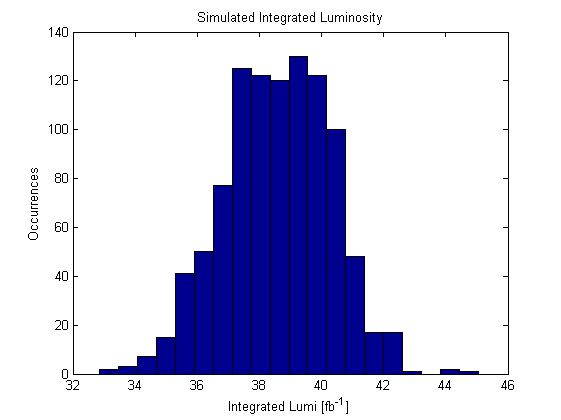 Simulated Integrated Luminosity
140
120
100
80
60
40
20
0
Occurrences
32 34 36 38 40 42 44 46
Integrated Lumi [fb⁻¹]